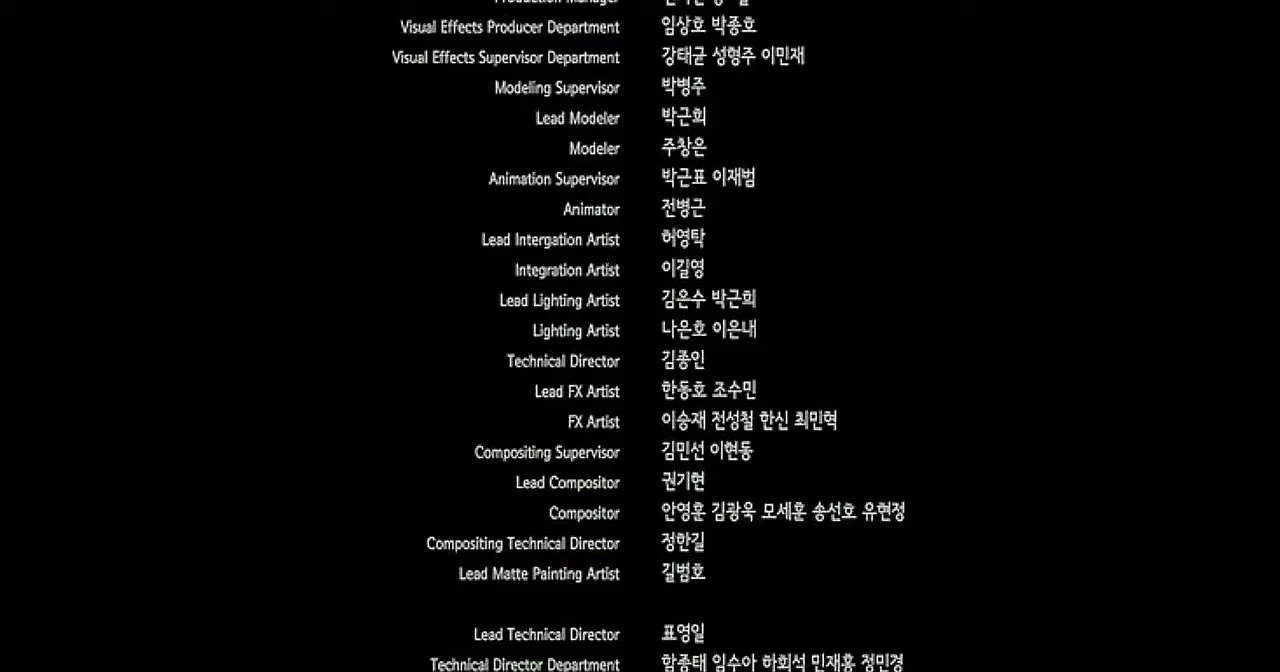 Production Manager
Visual Effects Producer Department 임상호 박종호
Visual Effects Supervisor Department 강태균 성형주 이민재
Modeling Supervisor 박병주
Lead Modeler 박근희
Modeler 주창은
Animation Supervisor 박근표 이재범
Animator 전병근
Lead Intergation Artist 허영탁
Integration Artist 이길영
Lead Lighting Artist 김은수 박근희
Lighting Artist 나은호 이은내
Technical Director 김종인
Lead FX Artist 한동호 조수민
FX Artist 이승재 전성철 한신 최민혁
Compositing Supervisor 김민선 이현동
Lead Compositor 권기현
Compositor 안영훈 김광욱 모세훈 송선호 유현정
Compositing Technical Director 정한길
Lead Matte Painting Artist 길범호
Lead Technical Director 표영일
Technical Director Department 함종태 임수아 하회석 민재홍 정민경